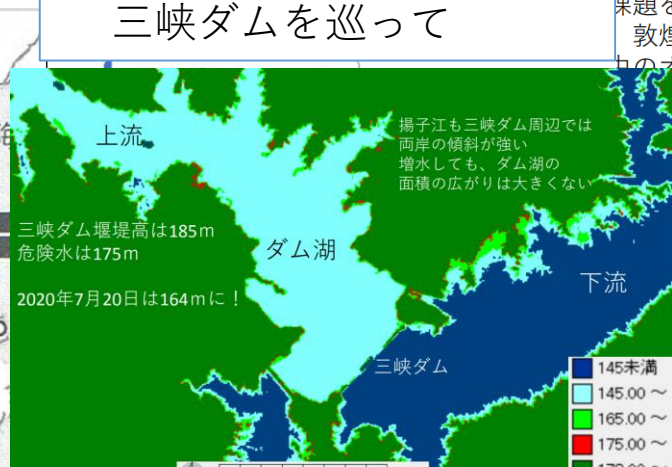 三峡ダムを巡って
課題を
敦煌
上流
揚子江も三峡ダム周辺では
両岸の傾斜が強い
増水しても、ダム湖の
面積の広がりは大きくない
三峡ダム堰堤高は185m
危険水は175m
2020年7月20日は164mに！
ダム湖
下流
三峡ダム
145未満
145.00 ～
165.00 ～
175.00 ～